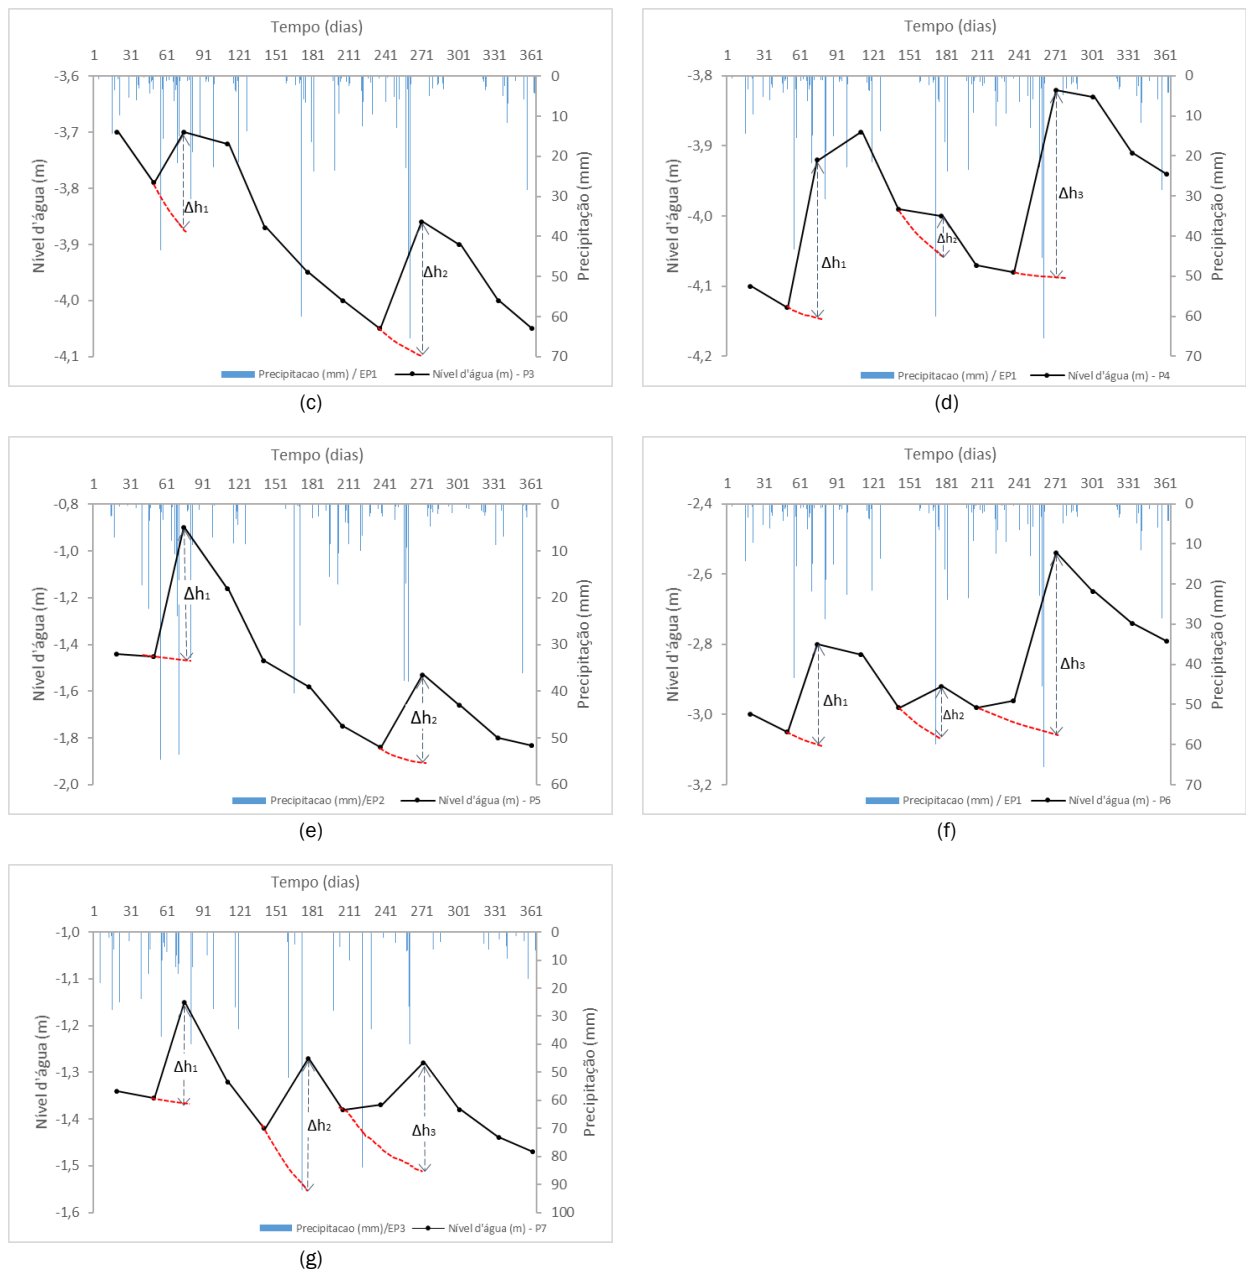 Tempo (dias)
1 31 61 91 121 151 181 211 241 271 301 331 361
-3,6 0
10
-3,7
20
-3,8
30
-3,9
40
-4,0
50
60
-4,1 70
Nível d'água (m)
Precipitação (mm)
Δh1
Δh2
Precipitacao (mm) / EP1 Nível d'água (m) - P3
(c)
Tempo (dias)
1 31 61 91 121 151 181 211 241 271 301 331 361
-3,8 0
10
-3,9
20
30
-4,0
40
-4,1
50
60
-4,2 70
Nível d'água (m)
Precipitação (mm)
Δh1
Δh2
Δh3
Precipitacao (mm) / EP1 Nível d'água (m) - P4
(d)
Tempo (dias)
1 31 61 91 121 151 181 211 241 271 301 331 361
-0,8 0
-1,0
10
-1,2
20
-1,4 30
-1,6
40
-1,8
50
-2,0 60
Nível d'água (m)
Precipitação (mm)
Δh1
Δh2
Precipitacao (mm)/EP2 Nível d'água (m) - P5
(e)
Tempo (dias)
1 31 61 91 121 151 181 211 241 271 301 331 361
-2,4 0
10
-2,6
20
-2,8
30
40
-3,0
50
60
-3,2 70
Nível d'água (m)
Precipitação (mm)
Δh1
Δh2
Δh3
Precipitacao (mm) / EP1 Nível d'água (m) - P6
(f)
Tempo (dias)
1 31 61 91 121 151 181 211 241 271 301 331 361
-1,0 0
10
-1,1
20
30
-1,2
40
-1,3 50
60
-1,4
70
-1,5
80
90
-1,6 100
Nível d'água (m)
Precipitação (mm)
Δh1
Δh2
Δh3
Precipitacao (mm)/EP3 Nível d'água (m) - P7
(g)